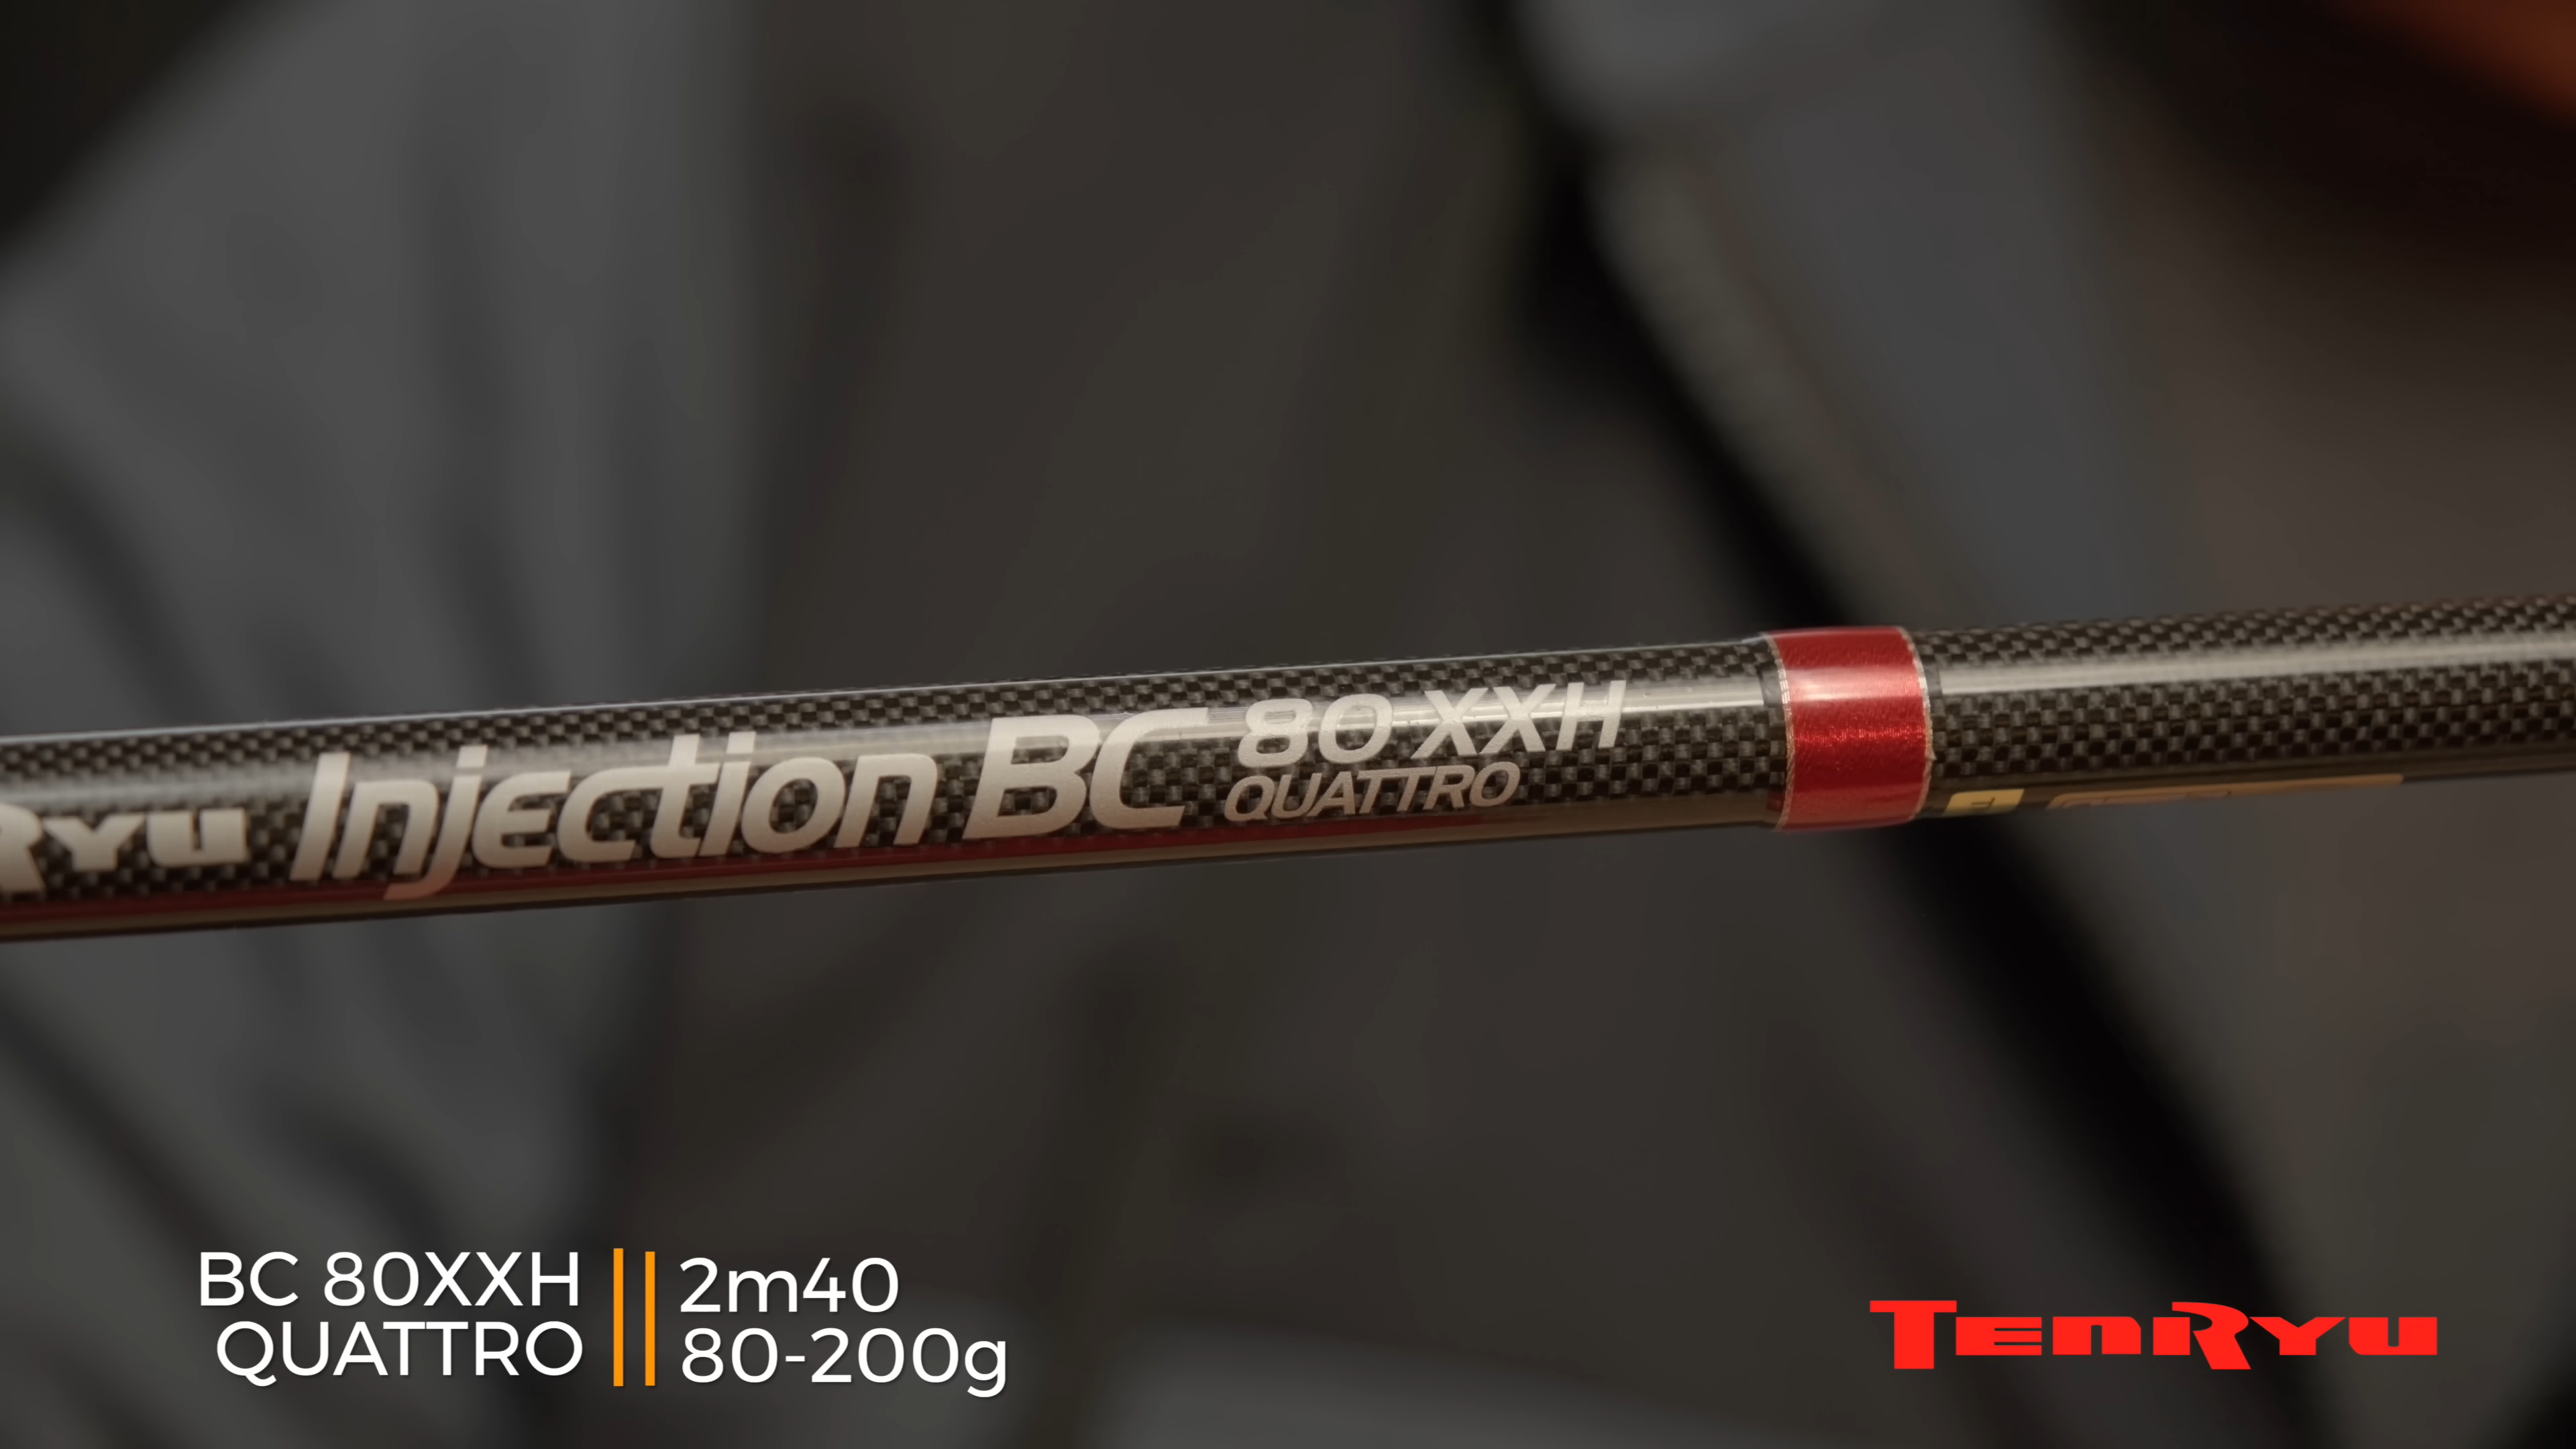 RYU Injection BC 80 XXH
QUATTRO
BC 80XXH
QUATTRO
2m40
80-200g
TENRYU